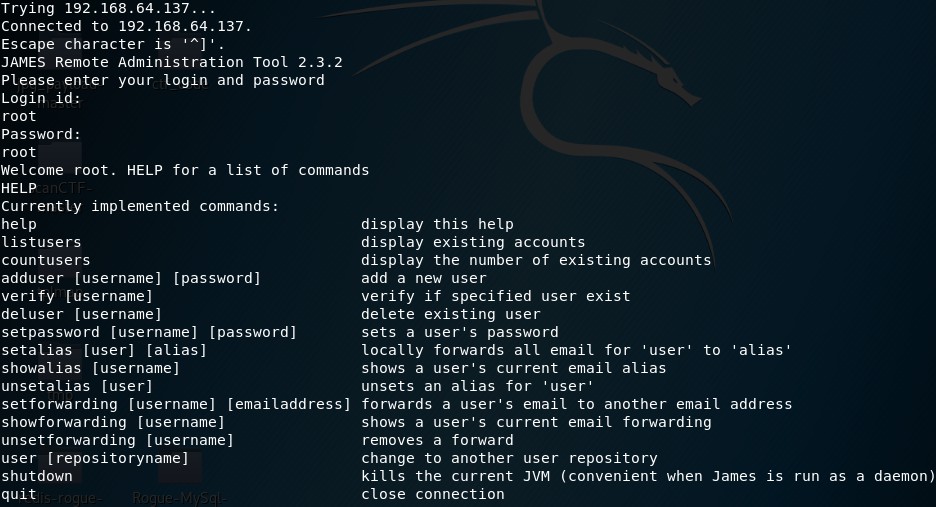 Trying 192.168.64.137...
Connected to 192.168.64.137.
Escape character is '^]'.
JAMES Remote Administration Tool 2.3.2
Please enter your login and password
Login id:
root
Password:
root
Welcome root. HELP for a list of commands
HELP
Currently implemented commands:
help display this help
listusers display existing accounts
countusers display the number of existing accounts
adduser [username] [password] add a new user
verify [username] verify if specified user exist
deluser [username] delete existing user
setpassword [username] [password] sets a user's password
setalias [user] [alias] locally forwards all email for 'user' to 'alias'
showalias [username] shows a user's current email alias
unsetalias [user] unsets an alias for 'user'
setforwarding [username] [emailaddress] forwards a user's email to another email address
showforwarding [username] shows a user's current email forwarding
unsetforwarding [username] removes a forward
user [repositoryname] change to another user repository
shutdown kills the current JVM (convenient when James is run as a daemon)
quit close connection
Rogue-MySql-